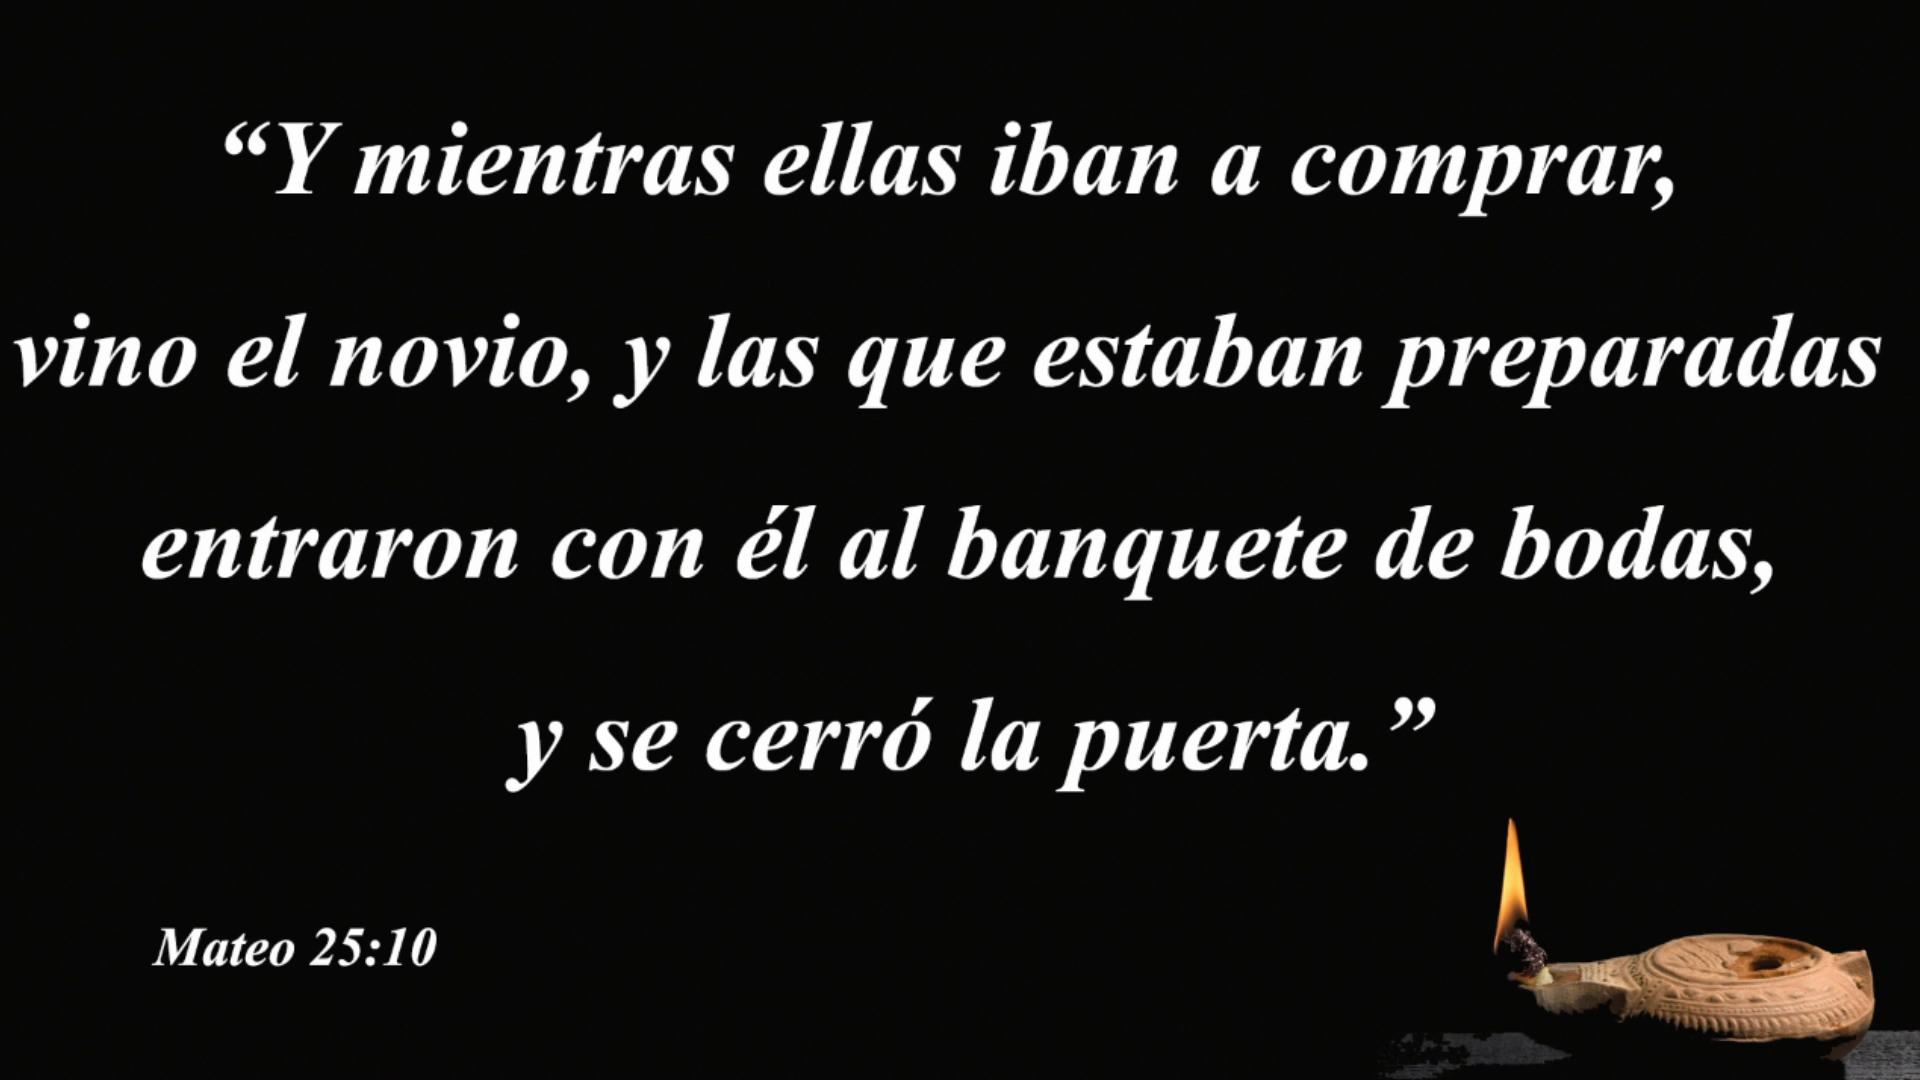 “Y mientras ellas iban a comprar,
vino el novio, y las que estaban preparadas
entraron con él al banquete de bodas,
y se cerró la puerta.”
Mateo 25:10